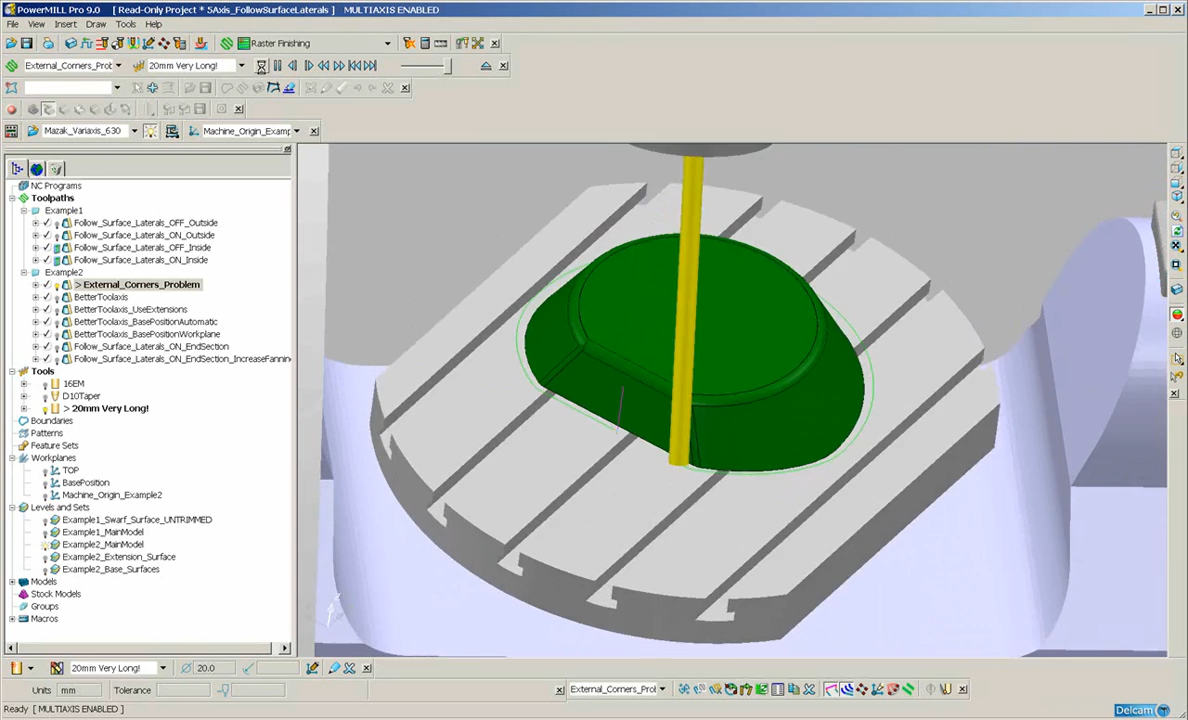 PowerMILL Pro 9.0 [ Read-Only Project * 5Axis_FollowSurfaceLaterals ] MULTIAXIS ENABLED
File View Insert Draw Tools Help
Raster Finishing
External_Corners_Prob 20mm Very Long!
Mazak_Variaxis_630 Machine_Origin_Examp
NC Programs
Toolpaths
Example1
Follow_Surface_Laterals_OFF_Outside
Follow_Surface_Laterals_ON_Outside
Follow_Surface_Laterals_OFF_Inside
Follow_Surface_Laterals_ON_Inside
Example2
> External_Corners_Problem
BetterToolaxis
BetterToolaxis_UseExtensions
BetterToolaxis_BasePositionAutomatic
BetterToolaxis_BasePositionWorkplane
Follow_Surface_Laterals_ON_EndSection
Follow_Surface_Laterals_ON_EndSection_IncreaseFannin
Tools
16EM
D10Taper
> 20mm Very Long!
Boundaries
Patterns
Feature Sets
Workplanes
TOP
BasePosition
Machine_Origin_Example2
Levels and Sets
Example1_Swarf_Surface_UNTRIMMED
Example1_MainModel
Example2_MainModel
Example2_Extension_Surface
Example2_Base_Surfaces
Models
Stock Models
Groups
Macros
20mm Very Long! 20.0
Units mm Tolerance External_Corners_Prol
Ready [ MULTIAXIS ENABLED ] Delcam